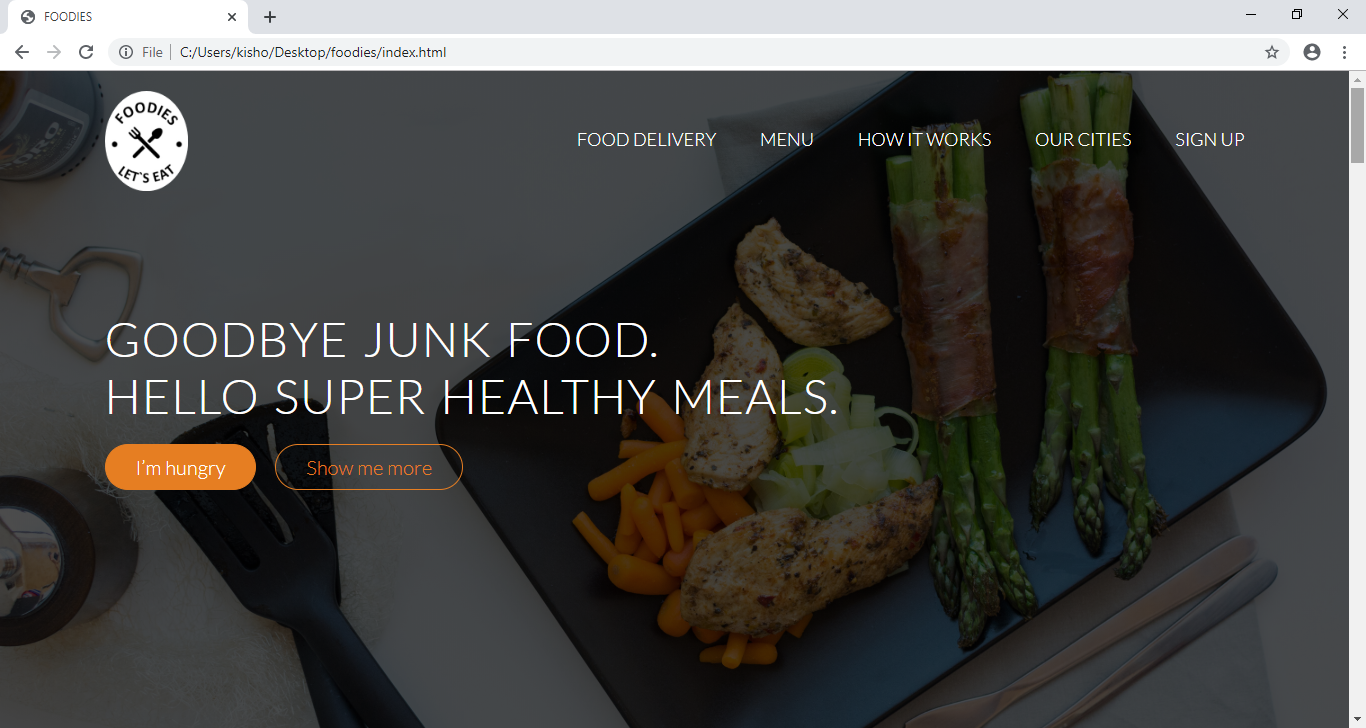 FOODIES
File
C:/Users/kisho/Desktop/foodies/index.html
FOODIES
LET'S EAT
FOOD DELIVERY
MENU
HOW IT WORKS
OUR CITIES
SIGN UP
GOODBYE JUNK FOOD.
HELLO SUPER HEALTHY MEALS.
I'm hungry
Show me more